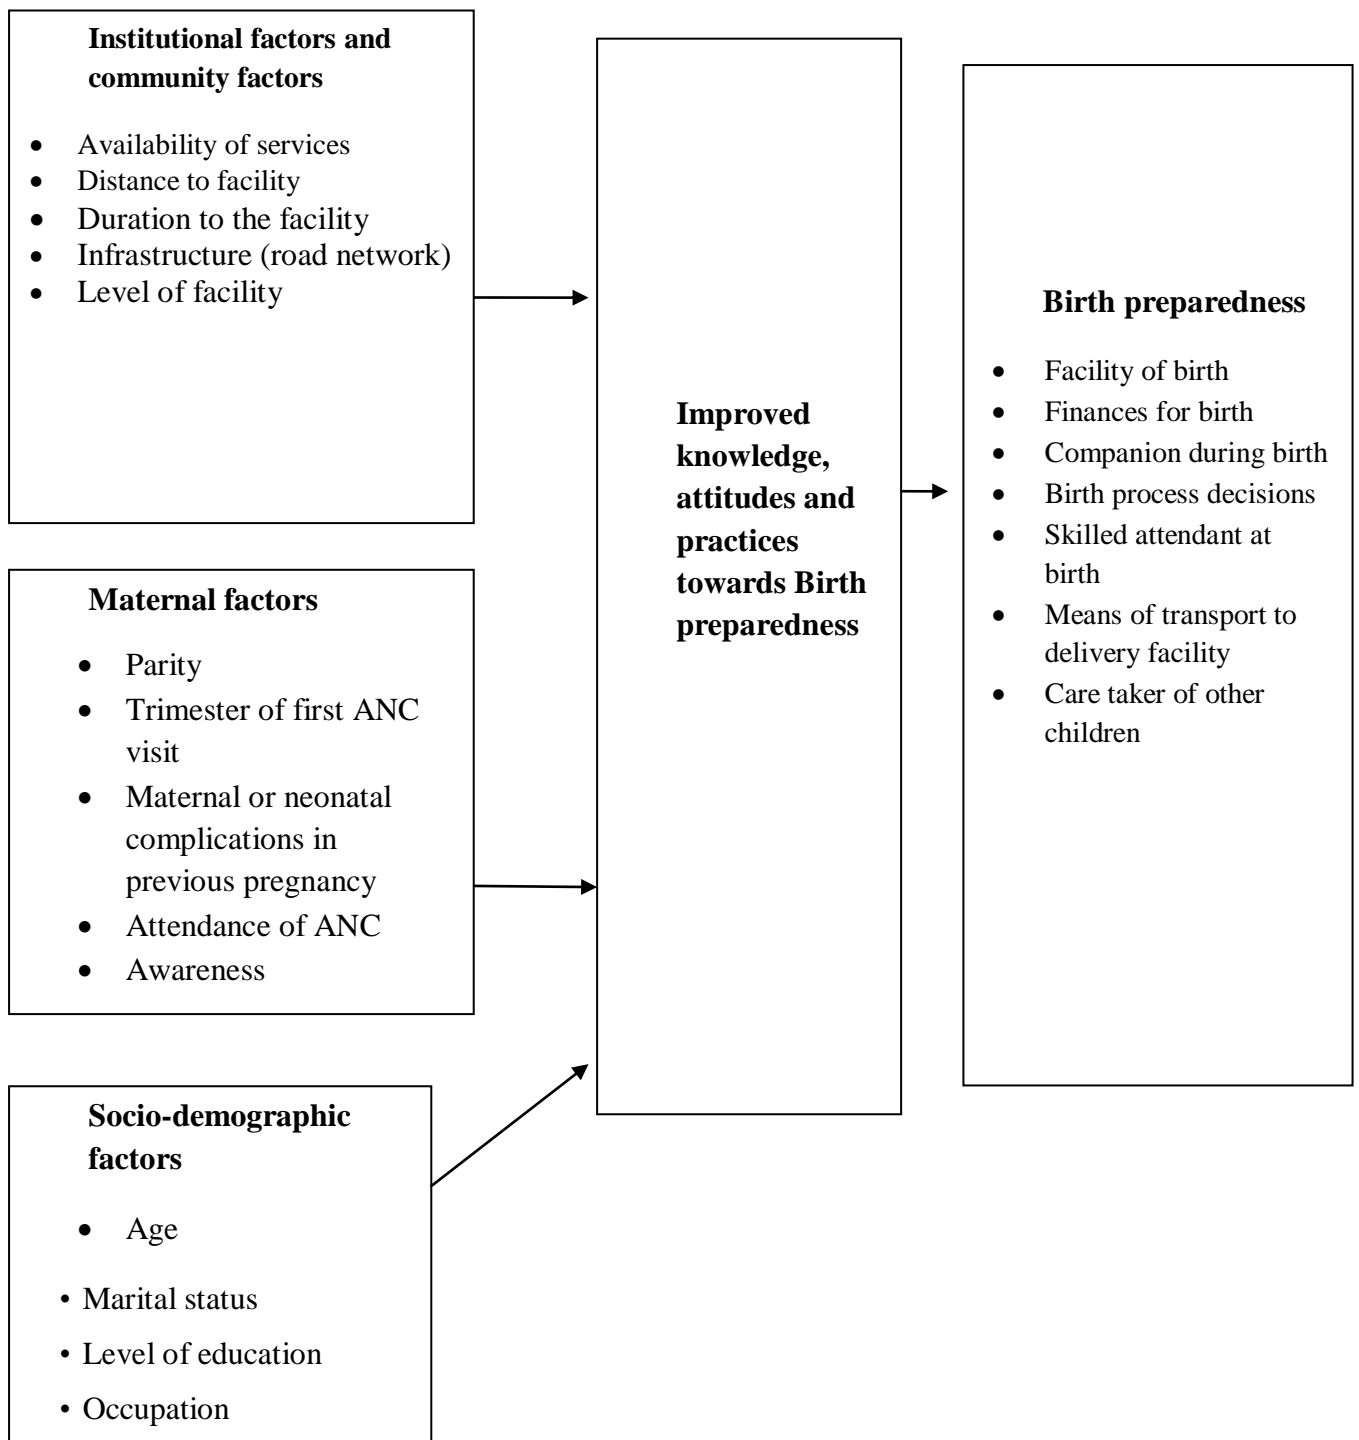 Institutional factors and
community factors
• Availability of services
• Distance to facility
• Duration to the facility
• Infrastructure (road network)
• Level of facility
Maternal factors
• Parity
• Trimester of first ANC
visit
• Maternal or neonatal
complications in
previous pregnancy
• Attendance of ANC
• Awareness
Socio-demographic
factors
• Age
• Marital status
• Level of education
• Occupation
Improved
knowledge,
attitudes and
practices
towards Birth
preparedness
Birth preparedness
• Facility of birth
• Finances for birth
• Companion during birth
• Birth process decisions
• Skilled attendant at
birth
• Means of transport to
delivery facility
• Care taker of other
children